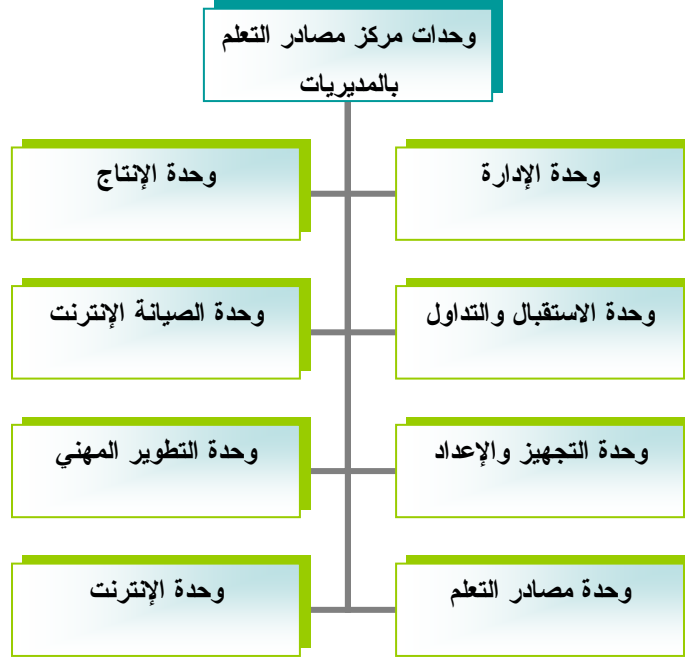 وحدات مركز مصادر التعلم
بالمديريات
وحدة الإدارة
وحدة الإنتاج
وحدة الاستقبال والتداول
وحدة الصيانة الإنترنت
وحدة التجهيز والإعداد
وحدة التطوير المهني
وحدة مصادر التعلم
وحدة الإنترنت